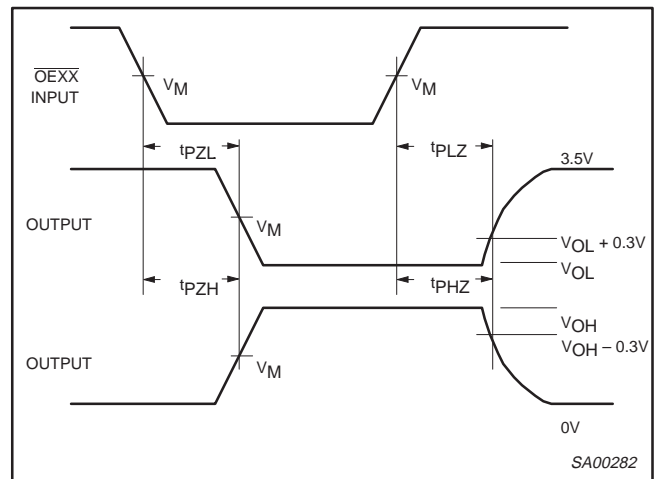 OEXX
INPUT
VM
VM
tPZL
tPLZ
3.5V
OUTPUT
VM
VOL + 0.3V
VOL
tPZH
tPHZ
VOH
VOH – 0.3V
OUTPUT
VM
0V
SA00282